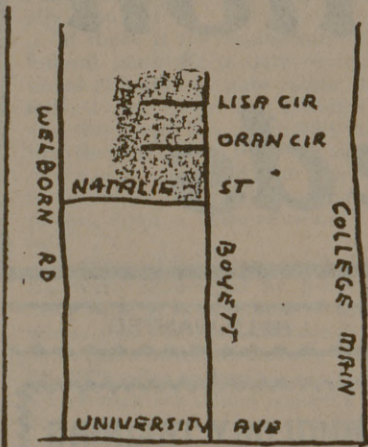 LISA CIR
ORAN CIR
NATALIE ST
WELBORN RD
BOYETT
COLLEGE MAIN
UNIVERSITY AVE